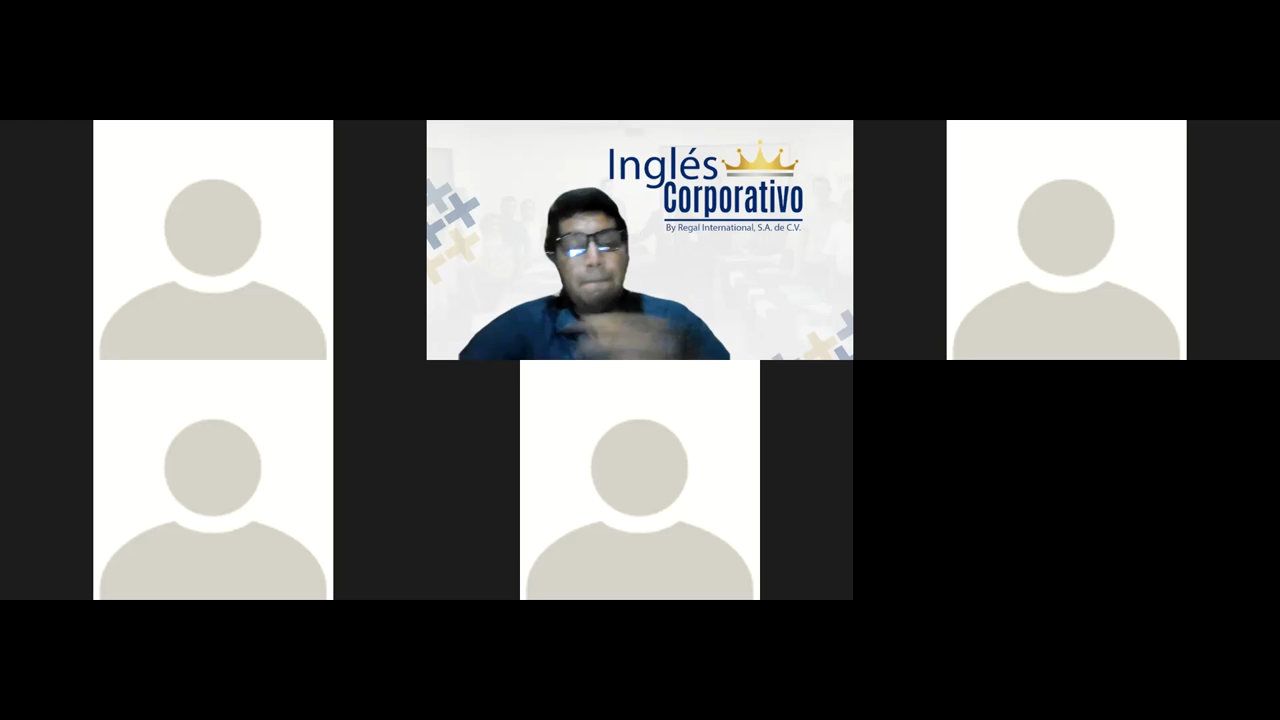 Inglés
Corporativo
By Regal International, S.A. de C.V.